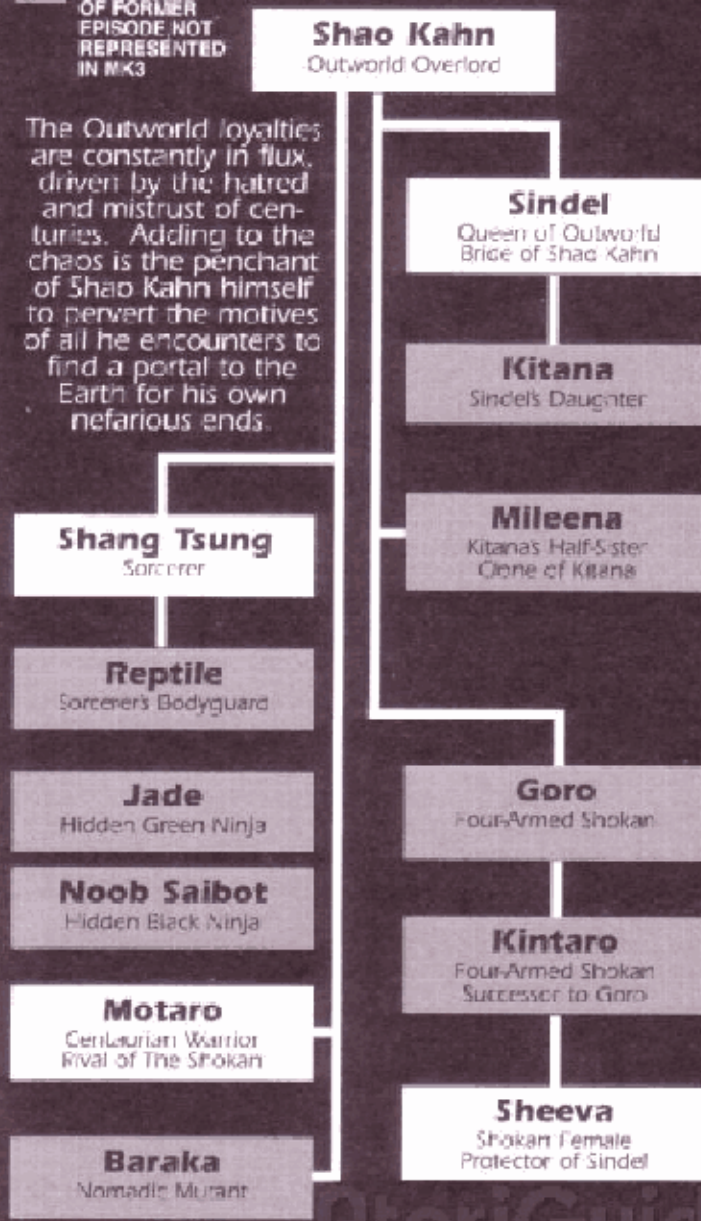 OF FORMER
EPISODE NOT
REPRESENTED
IN MK3
Shao Kahn
Outworld Overlord
The Outworld loyalties
are constantly in flux,
driven by the hatred
and mistrust of cen-
turies. Adding to the
chaos is the penchant
of Shao Kahn himself
to pervert the motives
of all he encounters to
find a portal to the
Earth for his own
nefarious ends.
Sindel
Queen of Outworld
Bride of Shao Kahn
Kitana
Sindel's Daughter
Mileena
Kitana's Half-Sister
Clone of Kitana
Shang Tsung
Sorcerer
Reptile
Sorcerer's Bodyguard
Jade
Hidden Green Ninja
Noob Saibot
Hidden Black Ninja
Motaro
Centaurian Warrior
Rival of The Shokan
Baraka
Nomadic Mutant
Goro
Four-Armed Shokan
Kintaro
Four-Armed Shokan
Successor to Goro
Sheeva
Shokan Female
Protector of Sindel